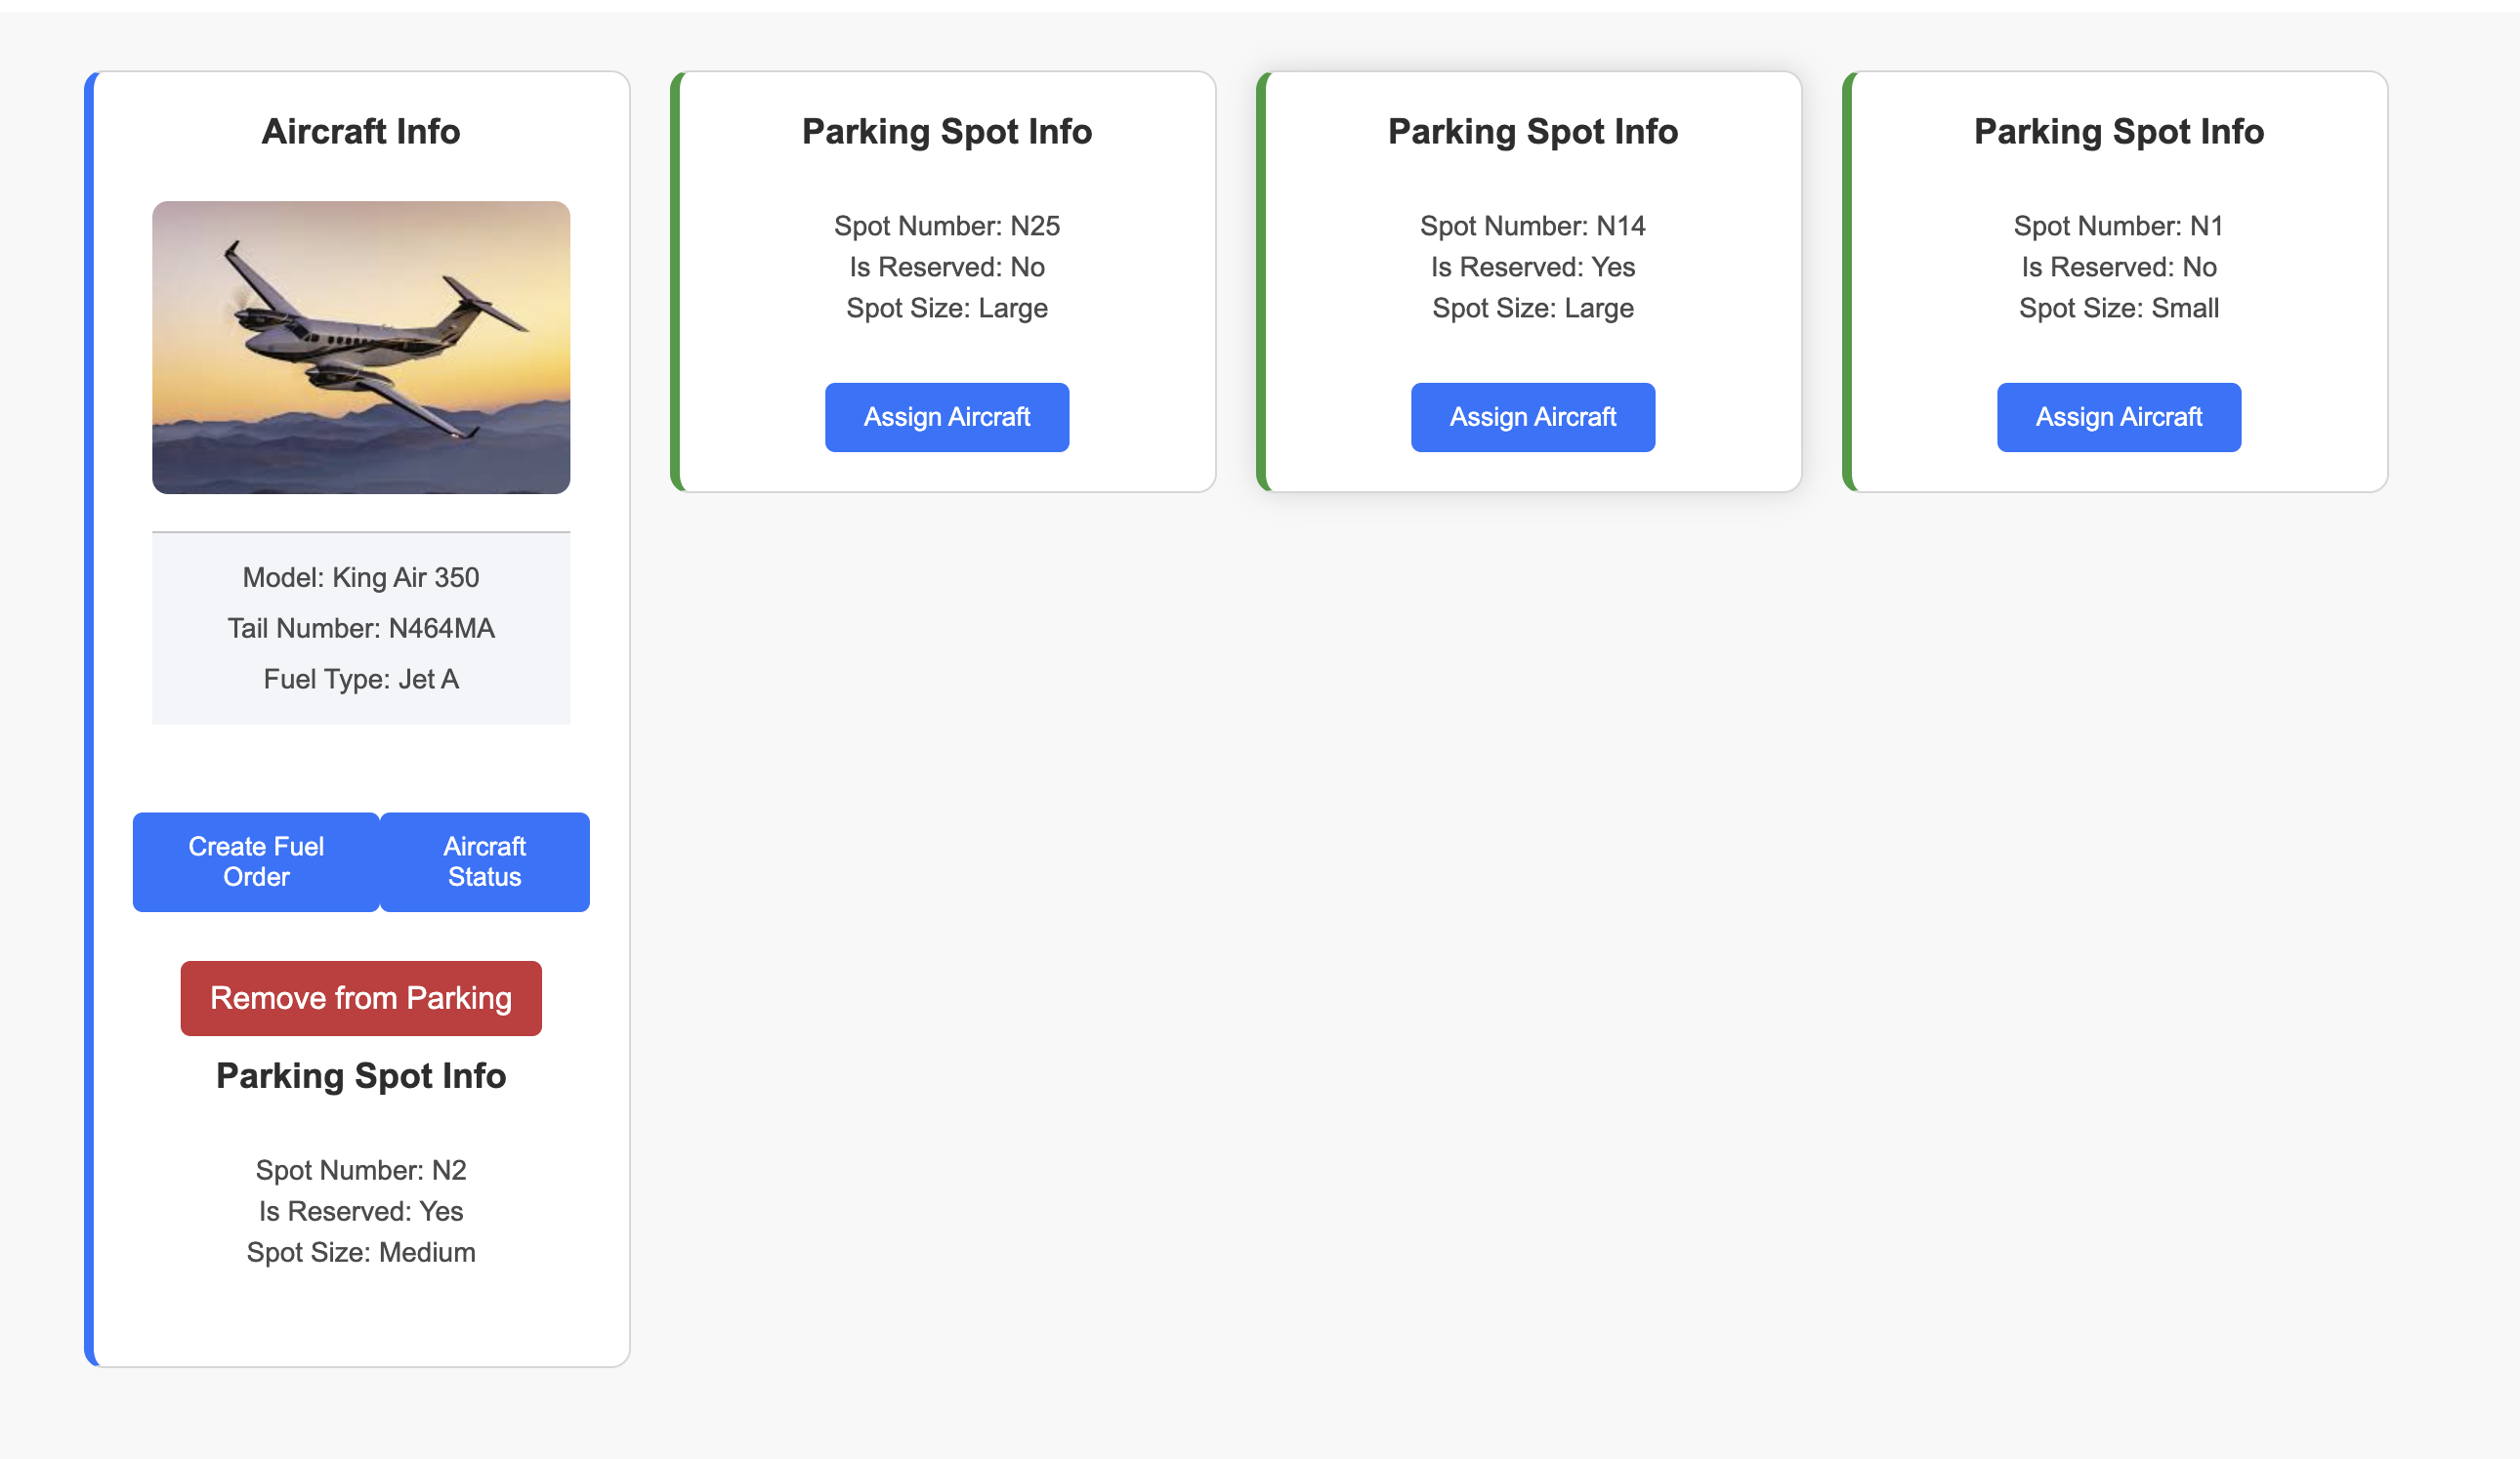 Aircraft Info
Model: King Air 350
Tail Number: N464MA
Fuel Type: Jet A
Create Fuel
Order
Aircraft
Status
Remove from Parking
Parking Spot Info
Spot Number: N2
Is Reserved: Yes
Spot Size: Medium
Parking Spot Info
Spot Number: N25
Is Reserved: No
Spot Size: Large
Assign Aircraft
Parking Spot Info
Spot Number: N14
Is Reserved: Yes
Spot Size: Large
Assign Aircraft
Parking Spot Info
Spot Number: N1
Is Reserved: No
Spot Size: Small
Assign Aircraft